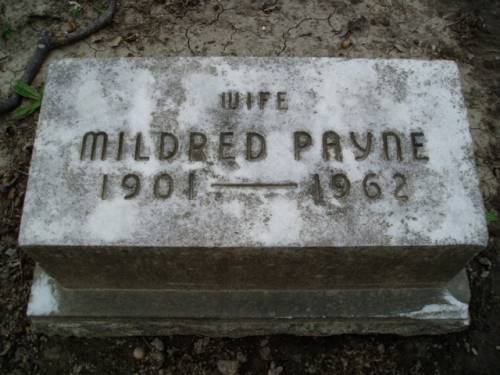 WIFE
MILDRED PAYNE
1901 — 1962